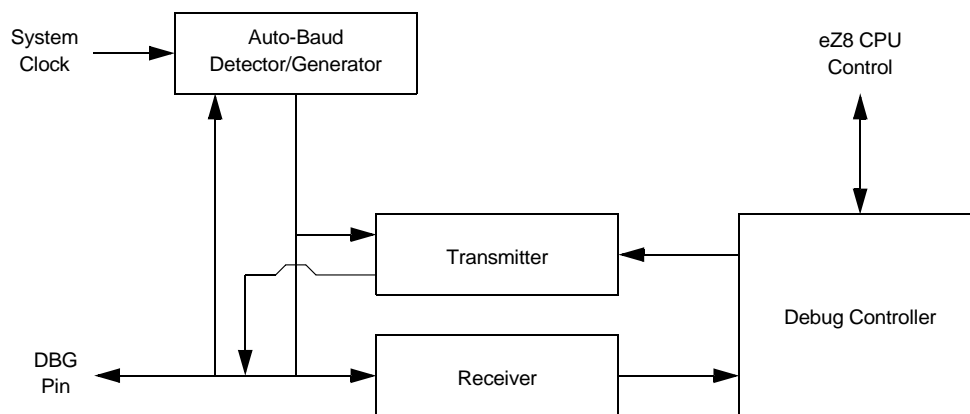 System
Clock
Auto-Baud
Detector/Generator
eZ8 CPU
Control
Transmitter
Debug Controller
DBG
Pin
Receiver